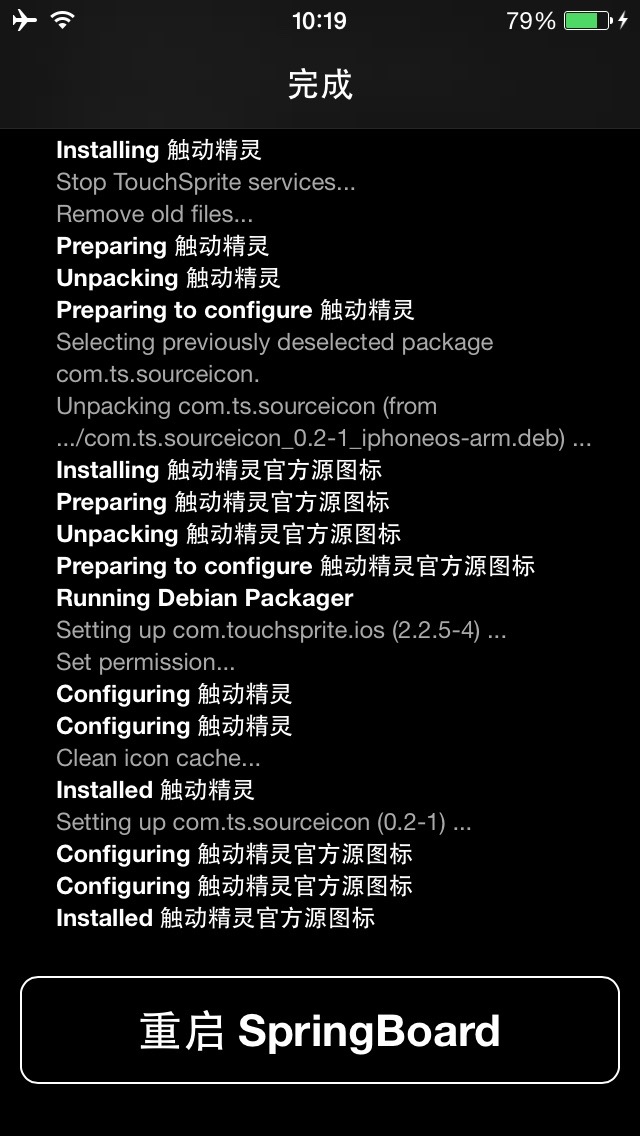 10:19
79%
完成
Installing 触动精灵
Stop TouchSprite services...
Remove old files...
Preparing 触动精灵
Unpacking 触动精灵
Preparing to configure 触动精灵
Selecting previously deselected package
com.ts.sourceicon.
Unpacking com.ts.sourceicon (from
.../com.ts.sourceicon_0.2-1_iphoneos-arm.deb) ...
Installing 触动精灵官方源图标
Preparing 触动精灵官方源图标
Unpacking 触动精灵官方源图标
Preparing to configure 触动精灵官方源图标
Running Debian Packager
Setting up com.touchsprite.ios (2.2.5-4) ...
Set permission...
Configuring 触动精灵
Configuring 触动精灵
Clean icon cache...
Installed 触动精灵
Setting up com.ts.sourceicon (0.2-1) ...
Configuring 触动精灵官方源图标
Configuring 触动精灵官方源图标
Installed 触动精灵官方源图标
重启 SpringBoard